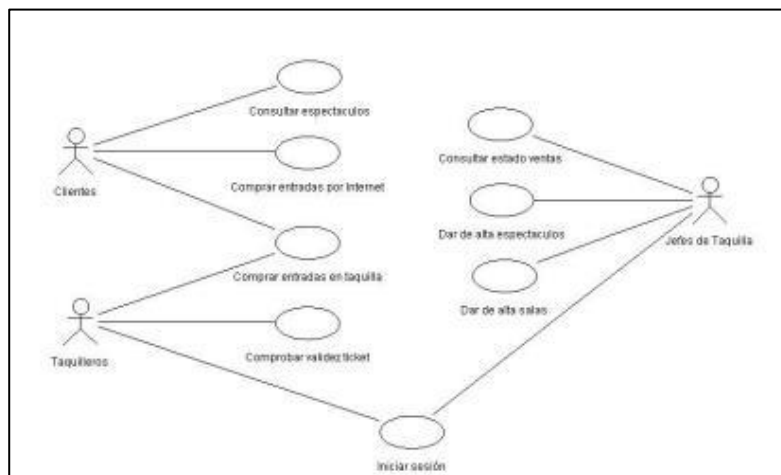 Consultar espectaculos
Consultar estado ventas
Clientes
Comprar entradas por Internet
Dar de alta espectaculos
Jefes de Taquilla
Comprar entradas en taquilla
Dar de alta salas
Taquilleros
Comprobar validez ticket
Iniciar sesión